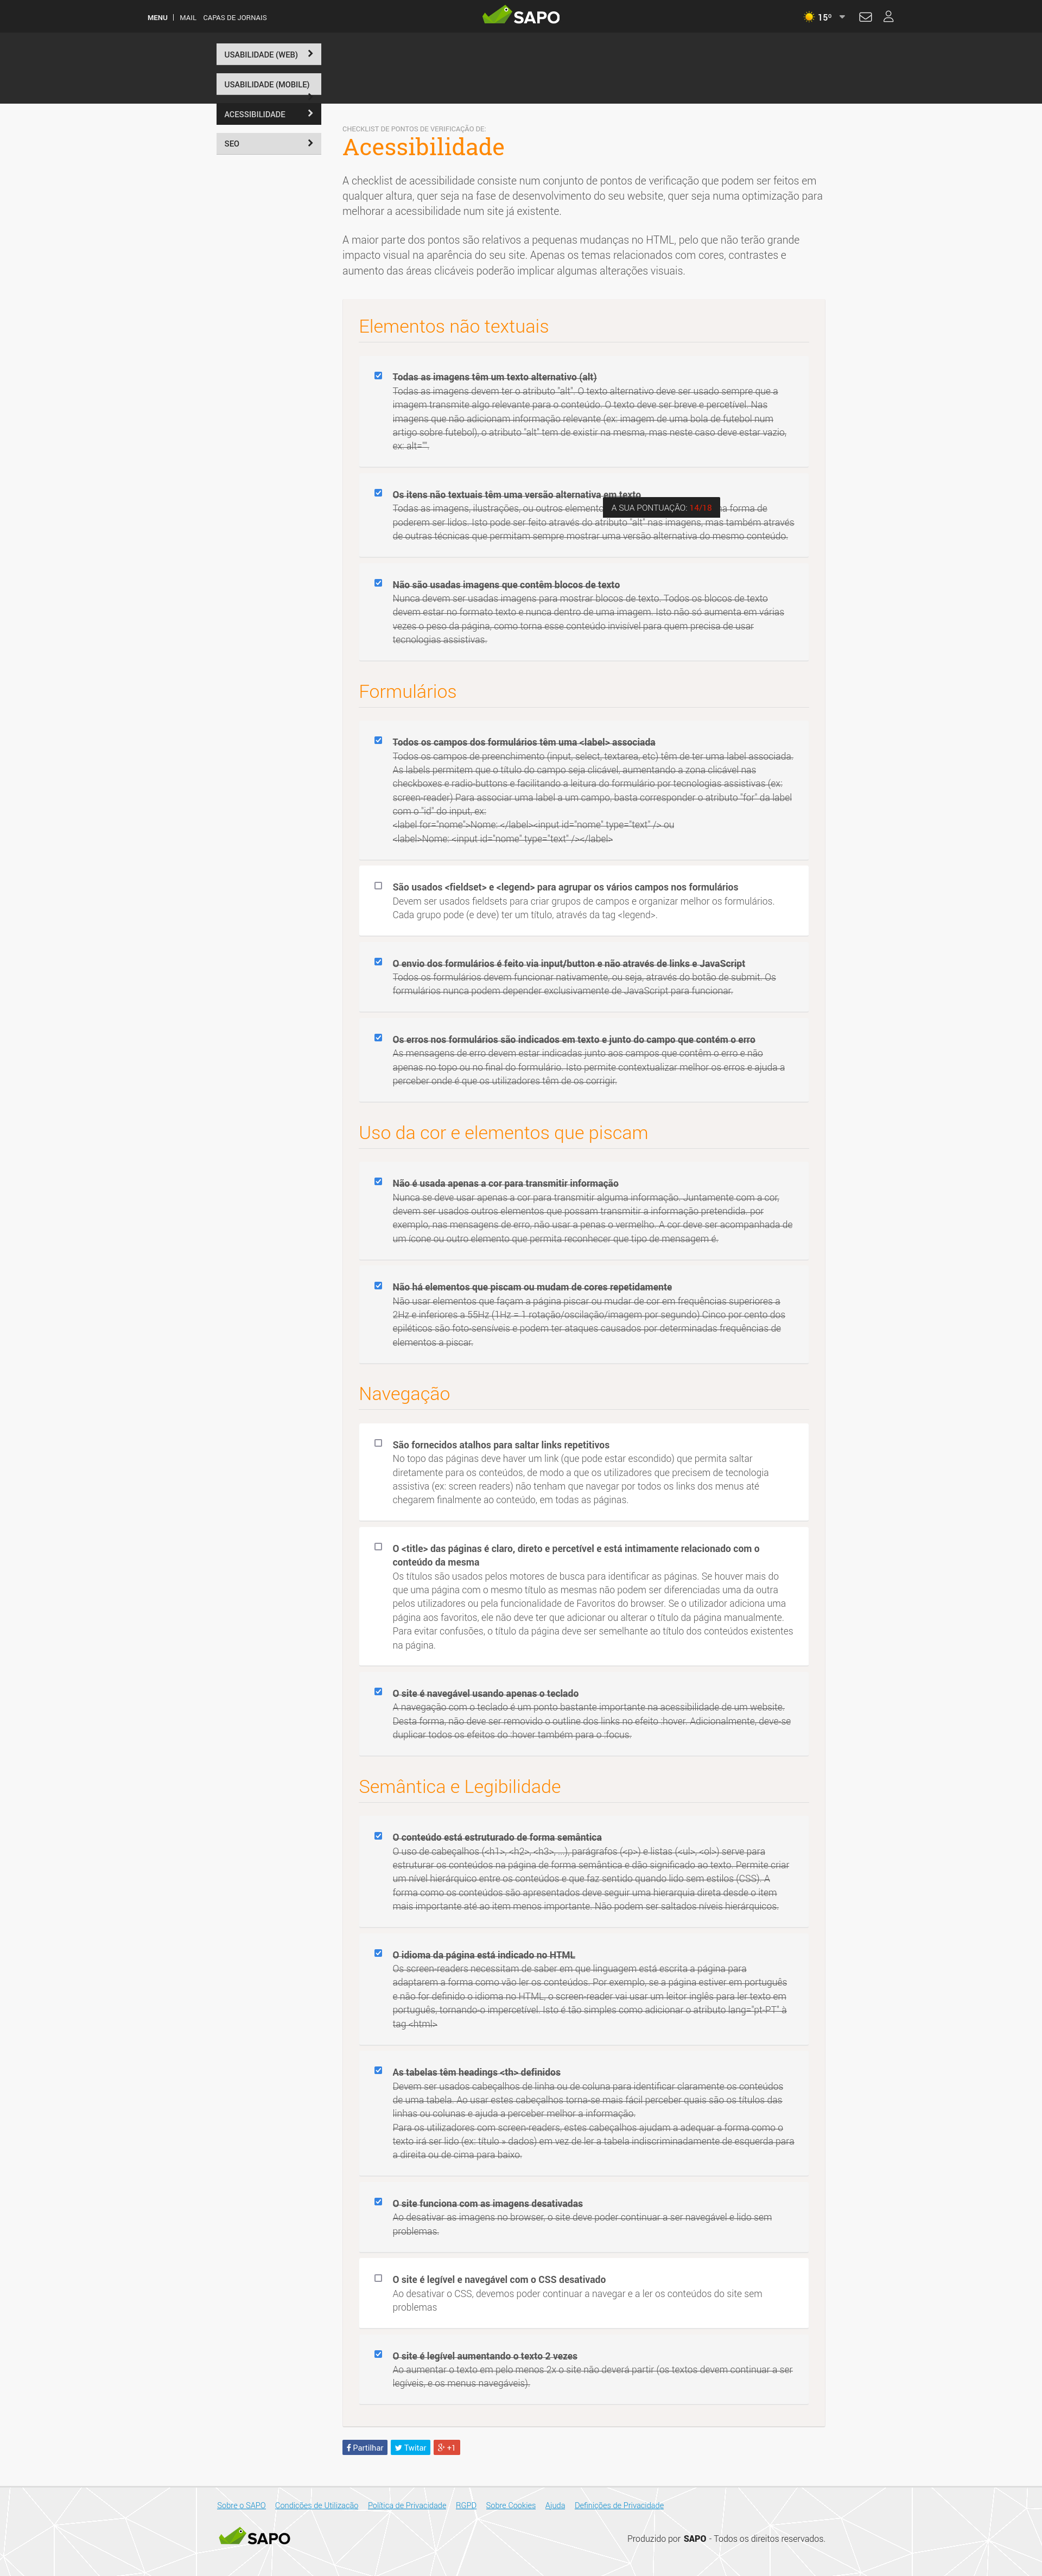 MENU | MAIL CAPAS DE JORNAIS
SAPO
15º
USABILIDADE (WEB)
USABILIDADE (MOBILE)
ACESSIBILIDADE
SEO
CHECKLIST DE PONTOS DE VERIFICAÇÃO DE:
Acessibilidade
A checklist de acessibilidade consiste num conjunto de pontos de verificação que podem ser feitos em
qualquer altura, quer seja na fase de desenvolvimento do seu website, quer seja numa optimização para
melhorar a acessibilidade num site já existente.
A maior parte dos pontos são relativos a pequenas mudanças no HTML, pelo que não terão grande
impacto visual na aparência do seu site. Apenas os temas relacionados com cores, contrastes e
aumento das áreas clicáveis poderão implicar algumas alterações visuais.
Elementos não textuais
Todas as imagens têm um texto alternativo (alt)
Todas as imagens devem ter o atributo "alt". O texto alternativo deve ser usado sempre que a
imagem transmite algo relevante para o conteúdo. O texto deve ser breve e percetível. Nas
imagens que não adicionam informação relevante (ex: imagem de uma bola de futebol num
artigo sobre futebol), o atributo "alt" tem de existir na mesma, mas neste caso deve estar vazio,
ex: alt="".
Os itens não textuais têm uma versão alternativa em texto
Todas as imagens, ilustrações, ou outros elemento
A SUA PONTUAÇÃO: 14/18
a forma de
poderem ser lidos. Isto pode ser feito através do atributo "alt" nas imagens, mas também através
de outras técnicas que permitam sempre mostrar uma versão alternativa do mesmo conteúdo.
Não são usadas imagens que contêm blocos de texto
Nunca devem ser usadas imagens para mostrar blocos de texto. Todos os blocos de texto
devem estar no formato texto e nunca dentro de uma imagem. Isto não só aumenta em várias
vezes o peso da página, como torna esse conteúdo invisível para quem precisa de usar
tecnologias assistivas.
Formulários
Todos os campos dos formulários têm uma <label> associada
Todos os campos de preenchimento (input, select, textarea, etc) têm de ter uma label associada.
As labels permitem que o título do campo seja clicável, aumentando a zona clicável nas
checkboxes e radio-buttons e facilitando a leitura do formulário por tecnologias assistivas (ex:
screen-reader) Para associar uma label a um campo, basta corresponder o atributo "for" da label
com o "id" do input, ex:
<label for="nome">Nome: </label><input id="nome" type="text" /> ou
<label>Nome: <input id="nome" type="text" /></label>
São usados <fieldset> e <legend> para agrupar os vários campos nos formulários
Devem ser usados fieldsets para criar grupos de campos e organizar melhor os formulários.
Cada grupo pode (e deve) ter um título, através da tag <legend>.
O envio dos formulários é feito via input/button e não através de links e JavaScript
Todos os formulários devem funcionar nativamente, ou seja, através do botão de submit. Os
formulários nunca podem depender exclusivamente de JavaScript para funcionar.
Os erros nos formulários são indicados em texto e junto do campo que contém o erro
As mensagens de erro devem estar indicadas junto aos campos que contêm o erro e não
apenas no topo ou no final do formulário. Isto permite contextualizar melhor os erros e ajuda a
perceber onde é que os utilizadores têm de os corrigir.
Uso da cor e elementos que piscam
Não é usada apenas a cor para transmitir informação
Nunca se deve usar apenas a cor para transmitir alguma informação. Juntamente com a cor,
devem ser usados outros elementos que possam transmitir a informação pretendida. por
exemplo, nas mensagens de erro, não usar a penas o vermelho. A cor deve ser acompanhada de
um ícone ou outro elemento que permita reconhecer que tipo de mensagem é.
Não há elementos que piscam ou mudam de cores repetidamente
Não usar elementos que façam a página piscar ou mudar de cor em frequências superiores a
2Hz e inferiores a 55Hz (1Hz = 1 rotação/oscilação/imagem por segundo) Cinco por cento dos
epiléticos são foto-sensíveis e podem ter ataques causados por determinadas frequências de
elementos a piscar.
Navegação
São fornecidos atalhos para saltar links repetitivos
No topo das páginas deve haver um link (que pode estar escondido) que permita saltar
diretamente para os conteúdos, de modo a que os utilizadores que precisem de tecnologia
assistiva (ex: screen readers) não tenham que navegar por todos os links dos menus até
chegarem finalmente ao conteúdo, em todas as páginas.
O <title> das páginas é claro, direto e percetível e está intimamente relacionado com o
conteúdo da mesma
Os títulos são usados pelos motores de busca para identificar as páginas. Se houver mais do
que uma página com o mesmo título as mesmas não podem ser diferenciadas uma da outra
pelos utilizadores ou pela funcionalidade de Favoritos do browser. Se o utilizador adiciona uma
página aos favoritos, ele não deve ter que adicionar ou alterar o título da página manualmente.
Para evitar confusões, o título da página deve ser semelhante ao título dos conteúdos existentes
na página.
O site é navegável usando apenas o teclado
A navegação com o teclado é um ponto bastante importante na acessibilidade de um website.
Desta forma, não deve ser removido o outline dos links no efeito :hover. Adicionalmente, deve-se
duplicar todos os efeitos do :hover também para o :focus.
Semântica e Legibilidade
O conteúdo está estruturado de forma semântica
O uso de cabeçalhos (<h1>, <h2>, <h3>, ...), parágrafos (<p>) e listas (<ul>, <ol>) serve para
estruturar os conteúdos na página de forma semântica e dão significado ao texto. Permite criar
um nível hierárquico entre os conteúdos e que faz sentido quando lido sem estilos (CSS). A
forma como os conteúdos são apresentados deve seguir uma hierarquia direta desde o item
mais importante até ao item menos importante. Não podem ser saltados níveis hierárquicos.
O idioma da página está indicado no HTML
Os screen-readers necessitam de saber em que linguagem está escrita a página para
adaptarem a forma como vão ler os conteúdos. Por exemplo, se a página estiver em português
e não for definido o idioma no HTML, o screen-reader vai usar um leitor inglês para ler texto em
português, tornando-o impercetível. Isto é tão simples como adicionar o atributo lang="pt-PT" à
tag <html>
As tabelas têm headings <th> definidos
Devem ser usados cabeçalhos de linha ou de coluna para identificar claramente os conteúdos
de uma tabela. Ao usar estes cabeçalhos torna-se mais fácil perceber quais são os títulos das
linhas ou colunas e ajuda a perceber melhor a informação.
Para os utilizadores com screen-readers, estes cabeçalhos ajudam a adequar a forma como o
texto irá ser lido (ex: título » dados) em vez de ler a tabela indiscriminadamente de esquerda para
a direita ou de cima para baixo.
O site funciona com as imagens desativadas
Ao desativar as imagens no browser, o site deve poder continuar a ser navegável e lido sem
problemas.
O site é legível e navegável com o CSS desativado
Ao desativar o CSS, devemos poder continuar a navegar e a ler os conteúdos do site sem
problemas
O site é legível aumentando o texto 2 vezes
Ao aumentar o texto em pelo menos 2x o site não deverá partir (os textos devem continuar a ser
legíveis, e os menus navegáveis).
Partilhar Twitar +1
Sobre o SAPO Condições de Utilização Política de Privacidade RGPD Sobre Cookies Ajuda Definições de Privacidade
SAPO
Produzido por SAPO - Todos os direitos reservados.